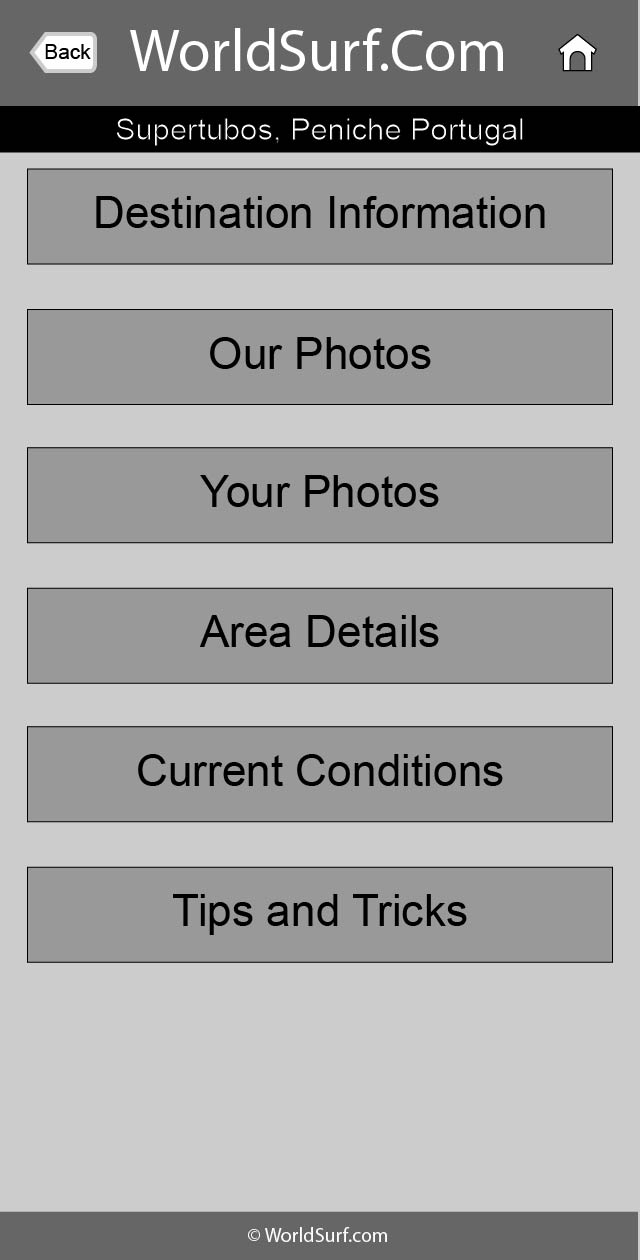 Back
WorldSurf.Com
Supertubos, Peniche Portugal
Destination Information
Our Photos
Your Photos
Area Details
Current Conditions
Tips and Tricks
© WorldSurf.com